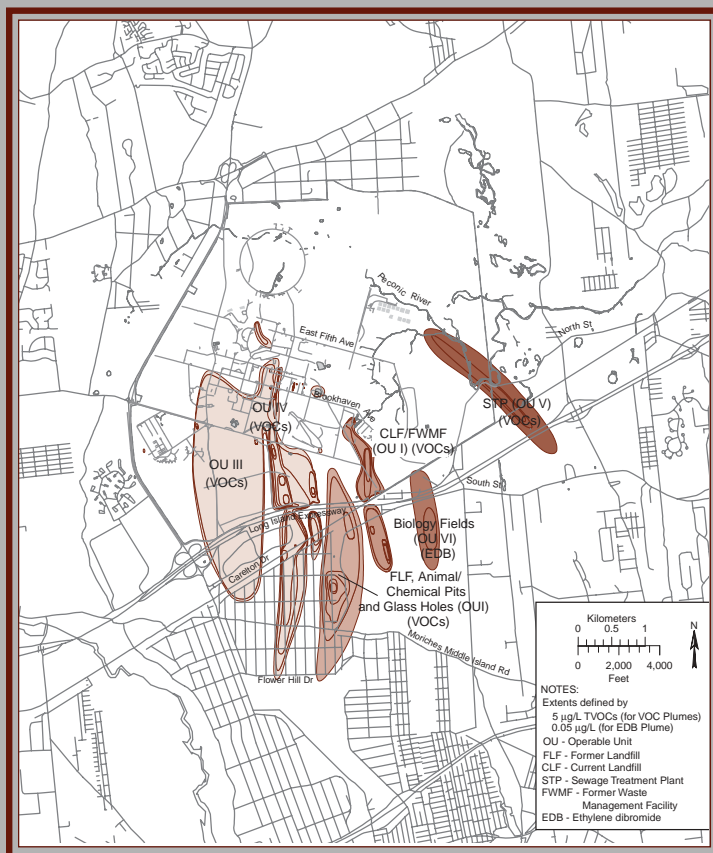 Peconic River
East Fifth Ave
North St
Brookhaven Ave
OU IV
(VOCs)
STP (OU V)
(VOCs)
CLF/FWMF
(OU I) (VOCs)
OU III
(VOCs)
South St
Long Island Expressway
Biology Fields
(OU VI)
(EDB)
Carelton Dr
FLF, Animal/
Chemical Pits
and Glass Holes (OUI)
(VOCs)
Moriches Middle Island Rd
Flower Hill Dr
Kilometers
0 0.5 1
0 2,000 4,000
Feet
N
NOTES:
Extents defined by
5 µg/L TVOCs (for VOC Plumes)
0.05 µg/L (for EDB Plume)
OU - Operable Unit
FLF - Former Landfill
CLF - Current Landfill
STP - Sewage Treatment Plant
FWMF - Former Waste
Management Facility
EDB - Ethylene dibromide